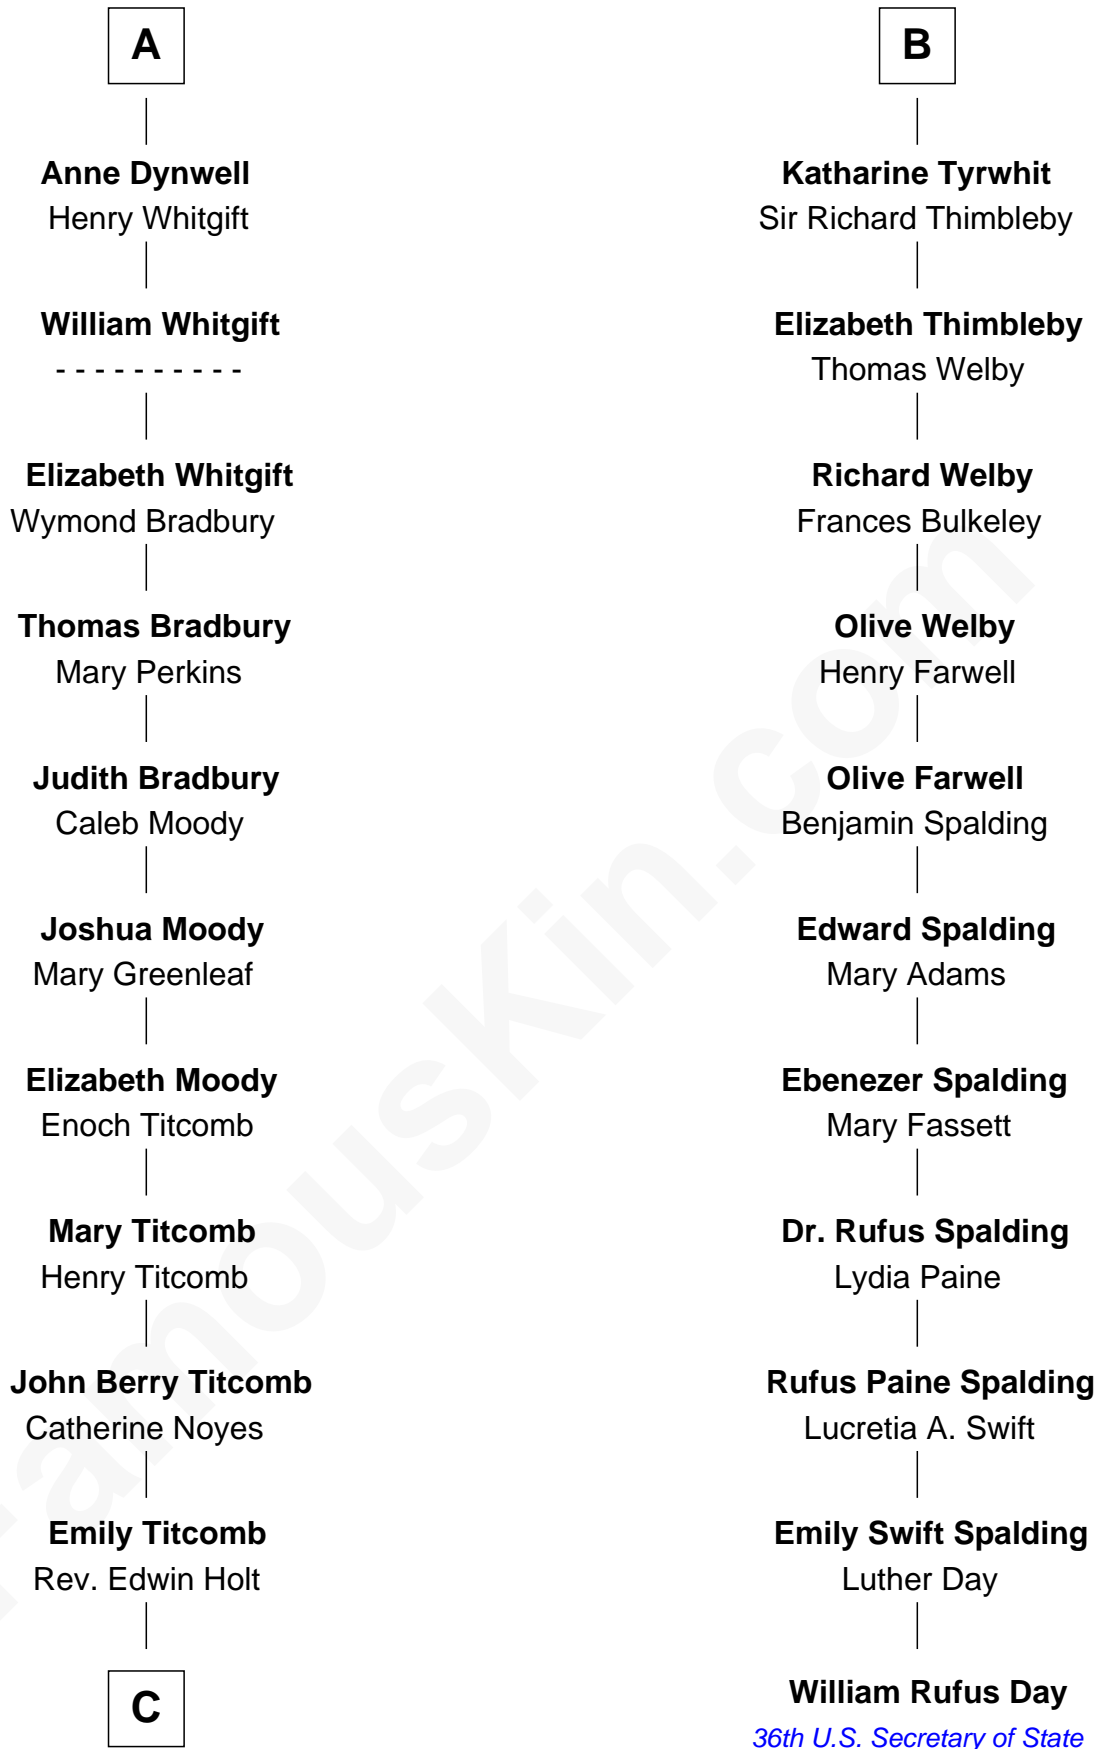 A
Anne Dynwell
Henry Whitgift
William Whitgift
- - - - - - - - - -
Elizabeth Whitgift
Wymond Bradbury
Thomas Bradbury
Mary Perkins
Judith Bradbury
Caleb Moody
Joshua Moody
Mary Greenleaf
Elizabeth Moody
Enoch Titcomb
Mary Titcomb
Henry Titcomb
John Berry Titcomb
Catherine Noyes
Emily Titcomb
Rev. Edwin Holt
C
B
Katharine Tyrwhit
Sir Richard Thimbleby
Elizabeth Thimbleby
Thomas Welby
Richard Welby
Frances Bulkeley
Olive Welby
Henry Farwell
Olive Farwell
Benjamin Spalding
Edward Spalding
Mary Adams
Ebenezer Spalding
Mary Fassett
Dr. Rufus Spalding
Lydia Paine
Rufus Paine Spalding
Lucretia A. Swift
Emily Swift Spalding
Luther Day
William Rufus Day
36th U.S. Secretary of State
FamousKin.com